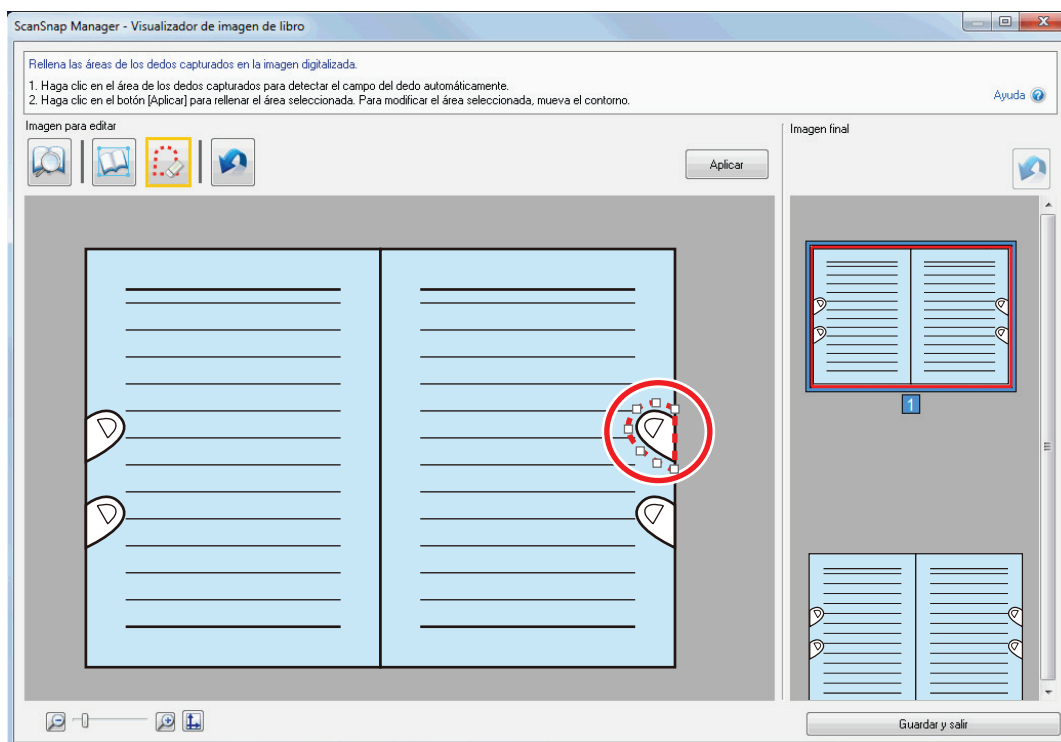 ScanSnap Manager - Visualizador de imagen de libro
Rellena las áreas de los dedos capturados en la imagen digitalizada.
1. Haga clic en el área de los dedos capturados para detectar el campo del dedo automáticamente.
2. Haga clic en el botón [Aplicar] para rellenar el área seleccionada. Para modificar el área seleccionada, mueva el contorno.
Ayuda
Imagen para editar
Imagen final
Aplicar
1
Guardar y salir